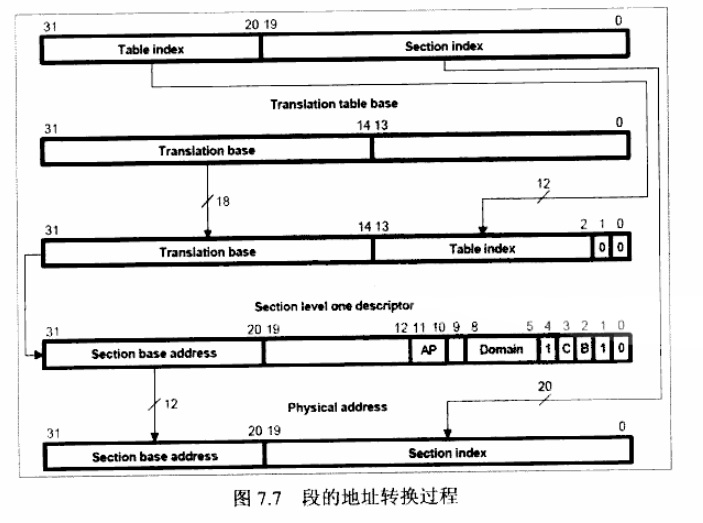 31 20 19 0
Table index Section index
Translation table base
31 14 13 0
Translation base
18 12
31 14 13 2 1 0
Translation base Table index 0 0
Section level one descriptor
31 20 19 12 11 10 9 8 5 4 3 2 1 0
Section base address AP Domain 1 C B 1 0
12 20
Physical address
31 20 19 0
Section base address Section index
图 7.7 段的地址转换过程